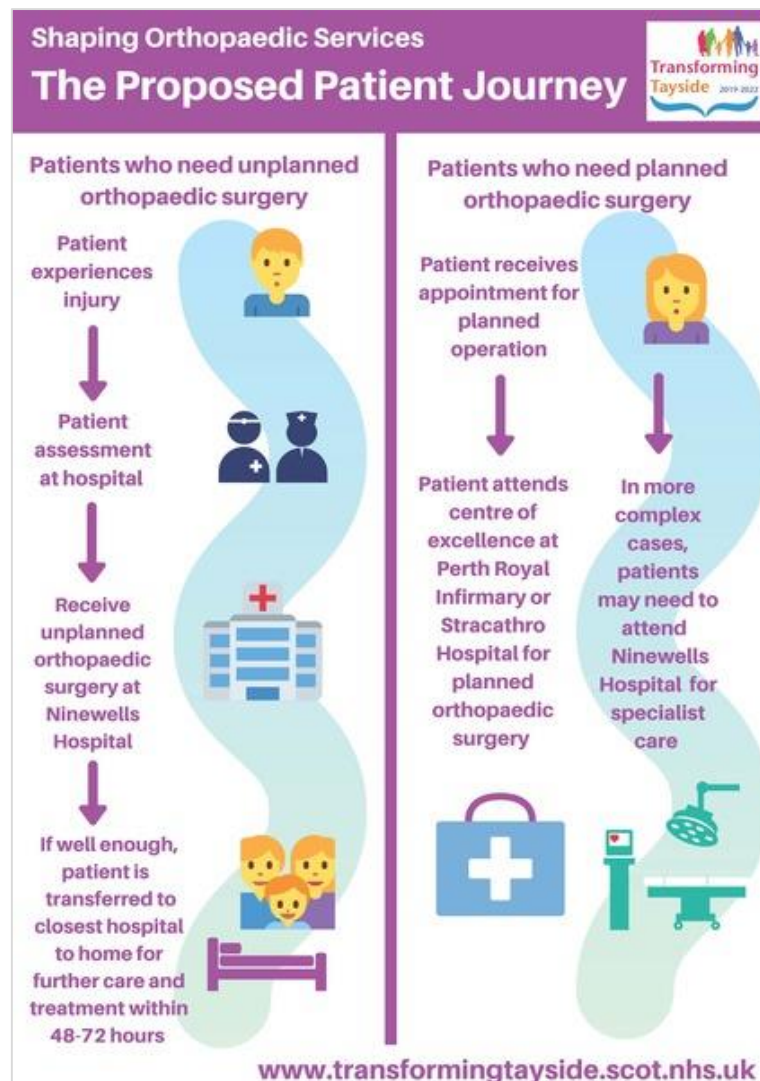 Shaping Orthopaedic Services
The Proposed Patient Journey
Transforming
Tayside 2019-2022
Patients who need unplanned
orthopaedic surgery
Patient
experiences
injury
Patient
assessment
at hospital
Receive
unplanned
orthopaedic
surgery at
Ninewells
Hospital
If well enough,
patient is
transferred to
closest hospital
to home for
further care and
treatment within
48-72 hours
Patients who need planned
orthopaedic surgery
Patient receives
appointment for
planned
operation
Patient attends
centre of
excellence at
Perth Royal
Infirmary or
Stracathro
Hospital for
planned
orthopaedic
surgery
In more
complex
cases,
patients
may need to
attend
Ninewells
Hospital for
specialist
care
www.transformingtayside.scot.nhs.uk